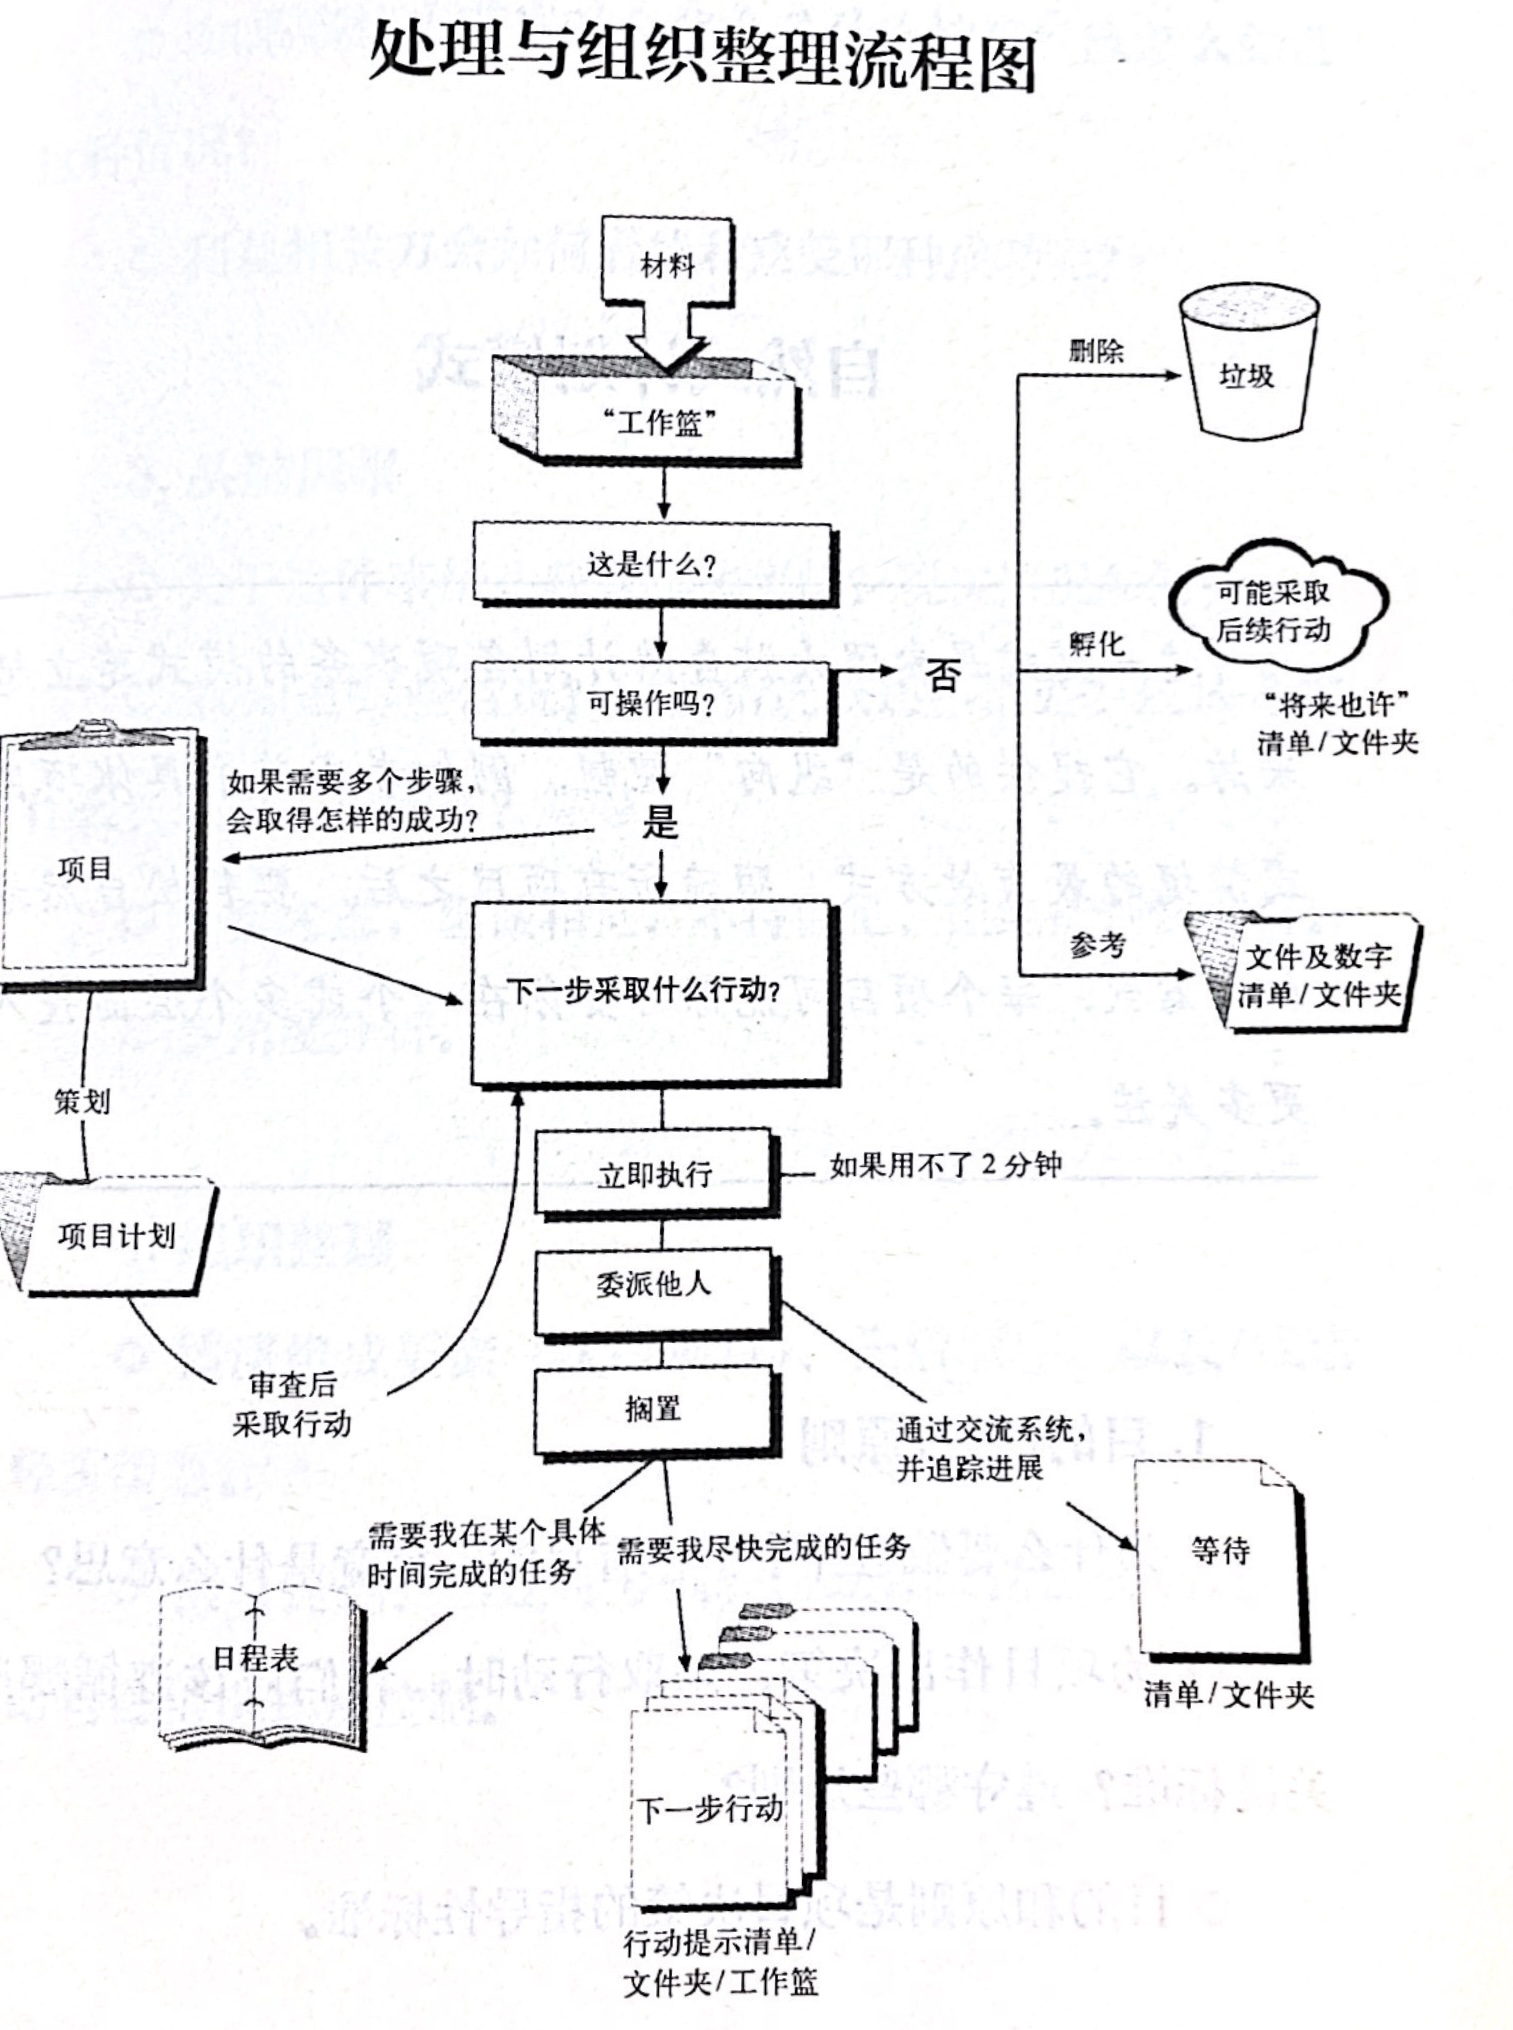 处理与组织整理流程图
材料
“工作篮”
这是什么?
可操作吗?
否
删除
垃圾
孵化
可能采取
后续行动
“将来也许”
清单/文件夹
参考
文件及数字
清单/文件夹
是
如果需要多个步骤,
会取得怎样的成功?
项目
策划
项目计划
审查后
采取行动
下一步采取什么行动?
立即执行
如果用不了2分钟
委派他人
搁置
通过交流系统,
并追踪进展
等待
清单/文件夹
需要我在某个具体
时间完成的任务
日程表
需要我尽快完成的任务
下一步行动
行动提示清单/
文件夹/工作篮